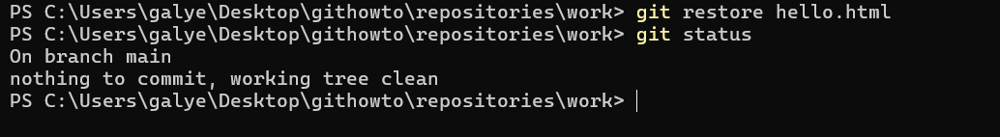 PS C:\Users\galye\Desktop\githowto\repositories\work> git restore hello.html
PS C:\Users\galye\Desktop\githowto\repositories\work> git status
On branch main
nothing to commit, working tree clean
PS C:\Users\galye\Desktop\githowto\repositories\work>